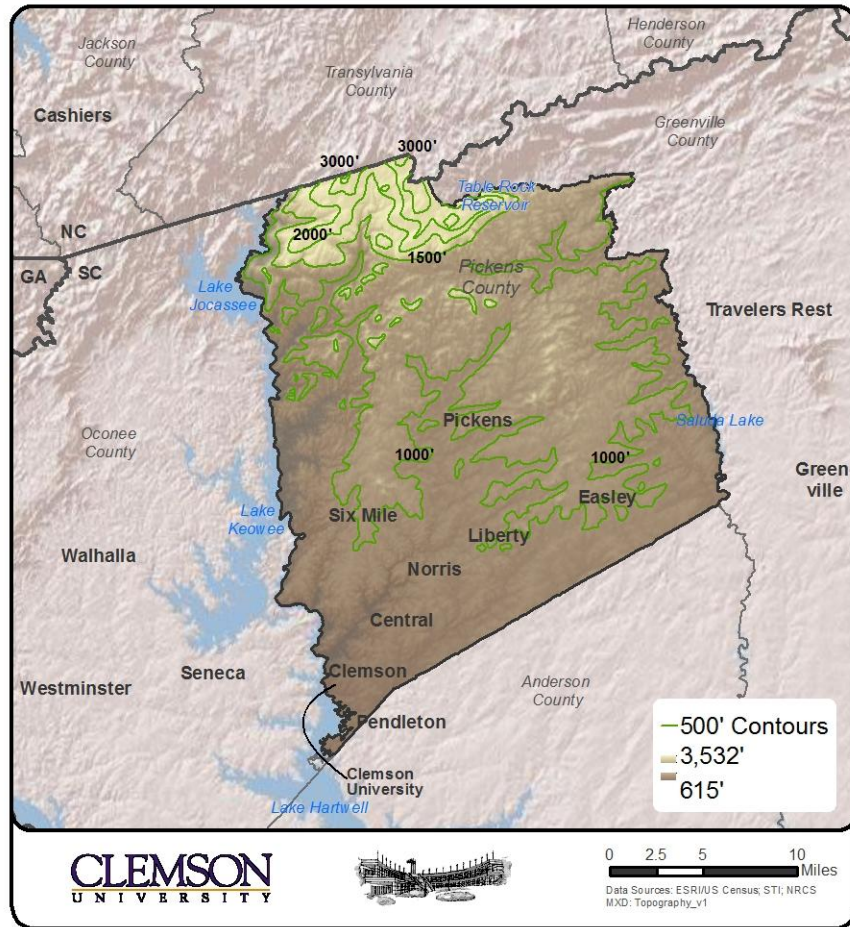 Henderson
County
Jackson
County
Transylvania
County
Cashiers
Greenville
County
3000'
3000'
Table Rock
Reservoir
2000'
NC
1500'
GA
SC
Pickens
County
Lake
Jocassee
Travelers Rest
Oconee
County
Pickens
Saluda Lake
1000'
1000'
Green-
ville
Easley
Lake
Keowee
Six Mile
Liberty
Walhalla
Norris
Central
Seneca
Clemson
Westminster
Anderson
County
Pendleton
500' Contours
3,532'
615'
Clemson
University
Lake Hartwell
CLEMSON
UNIVERSITY
0 2.5 5 10
Miles
Data Sources: ESRI/US Census; STI; NRCS
MXD: Topography_v1